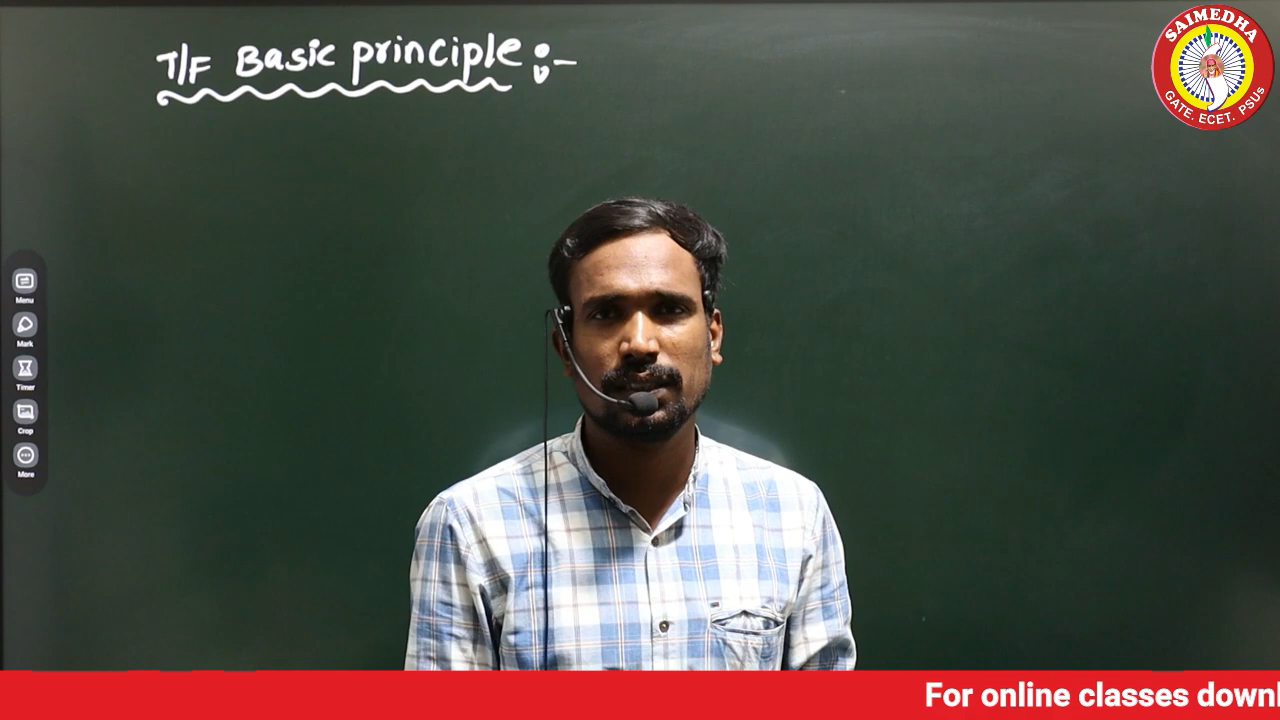 T/F Basic principle :-
SAIMEDHA
GATE. ECET. PSUs
Menu
Mark
Timer
Crop
More
For online classes downl